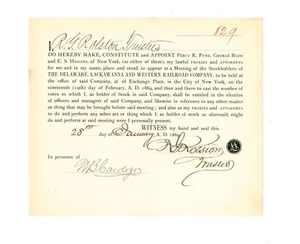 829
I, R. G. Rolston Trustee
DO HEREBY MAKE, CONSTITUTE AND APPOINT PERCY R. PYNE, GEORGE BUDD
and E. S. HIGGINS, of New York, (or either of them), my lawful PROXIES and ATTORNEYS
for me and in my name, place, and stead, to appear at a Meeting of the Stockholders of
THE DELAWARE, LACKAWANNA AND WESTERN RAILROAD COMPANY, to be held at the
office of said Company, at 26 Exchange Place, in the City of New York, on the
nineteenth (19th) day of February, A. D. 1889, and then and there to cast the number of
votes to which I, as holder of Stock in said Company, shall be entitled in the election
of officers and managers of said Company, and likewise in reference to any other matter
or thing that may be brought before said meeting; and also as my PROXIES and ATTORNEYS
to do and perform any other act or thing which I, as holder of stock as aforesaid, might
do and perform at said meeting were I personally present.
WITNESS my hand and seal this
28th day of January A. D. 1889
R. G. Rolston
Trustee
In presence of